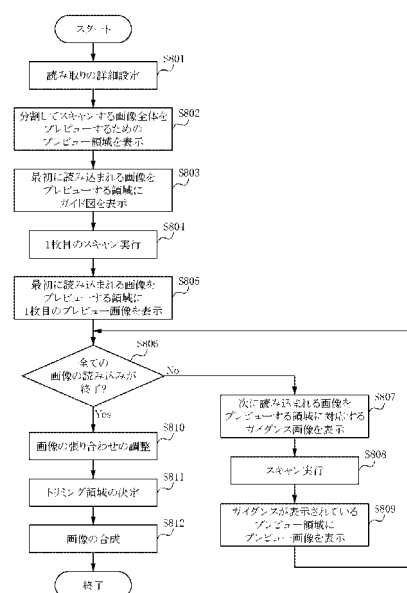 スタート
S801
読み取りの詳細設定
S802
分割してスキャンする画像全体を
プレビューするための
プレビュー領域を表示
S803
最初に読み込まれる画像を
プレビューする領域に
ガイド図を表示
S804
1枚目のスキャン実行
S805
最初に読み込まれる画像を
プレビューする領域に
1枚目のプレビュー画像を表示
S806
全ての
画像の読み込みが
終了?
No
Yes
S807
次に読み込まれる画像を
プレビューする領域に対応する
ガイダンス画像を表示
S808
スキャン実行
S809
ガイダンスが表示されている
プレビュー領域に
プレビュー画像を表示
S810
画像の張り合わせの調整
S811
トリミング領域の決定
S812
画像の合成
終了